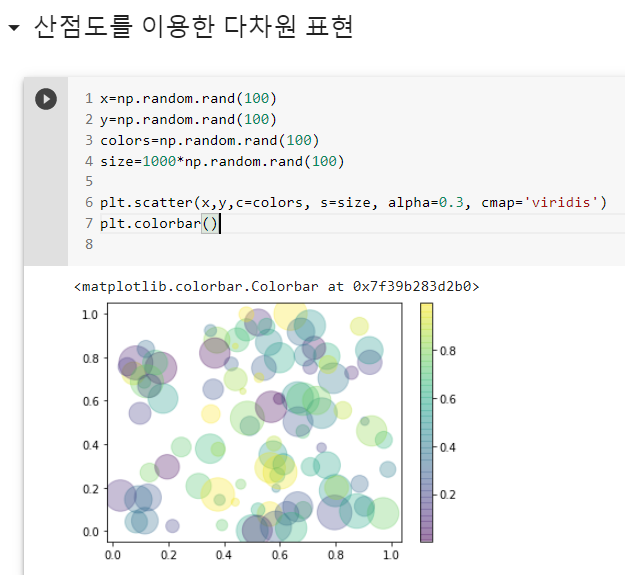 산점도를 이용한 다차원 표현
1 x=np.random.rand(100)
2 y=np.random.rand(100)
3 colors=np.random.rand(100)
4 size=1000*np.random.rand(100)
5
6 plt.scatter(x,y,c=colors, s=size, alpha=0.3, cmap='viridis')
7 plt.colorbar()
8
<matplotlib.colorbar.Colorbar at 0x7f39b283d2b0>
1.0
0.8
0.6
0.4
0.2
0.0
0.0 0.2 0.4 0.6 0.8 1.0
0.8
0.6
0.4
0.2